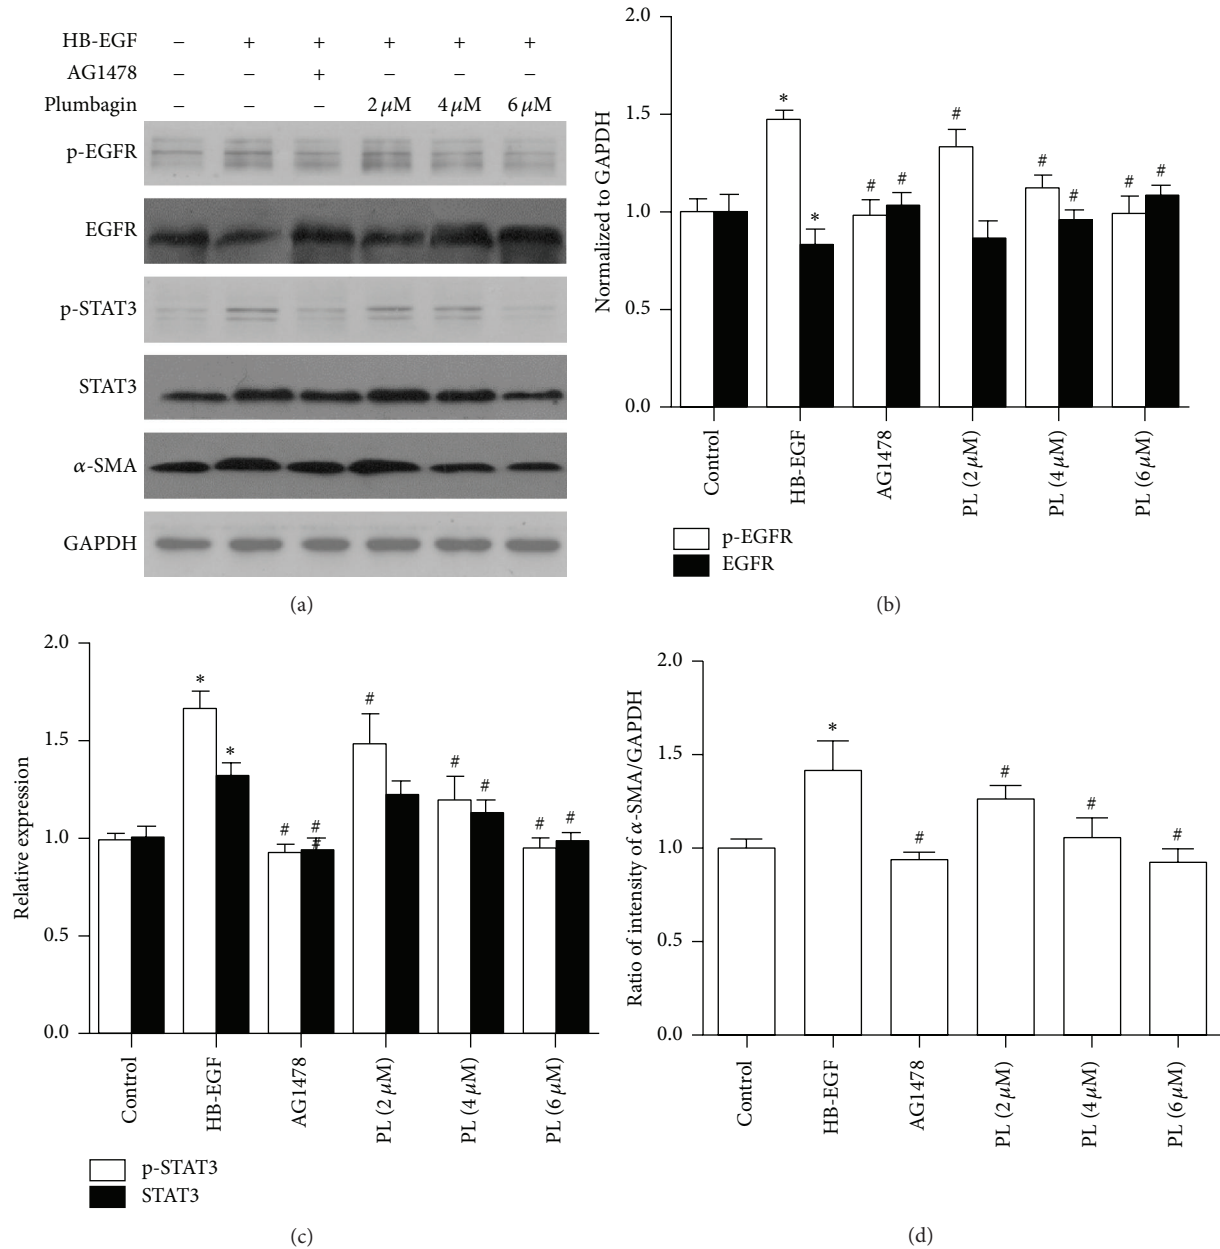 HB-EGF − + + + + +
AG1478 − − + − − −
Plumbagin − − − 2 μM 4 μM 6 μM
p-EGFR
EGFR
p-STAT3
STAT3
α-SMA
GAPDH
(a)
2.0
1.5
1.0
0.5
0.0
Normalized to GAPDH
* * # # # # # # #
Control
HB-EGF
AG1478
PL (2 μM)
PL (4 μM)
PL (6 μM)
p-EGFR
EGFR
(b)
2.0
1.5
1.0
0.5
0.0
Relative expression
* * # # # # # # # #
Control
HB-EGF
AG1478
PL (2 μM)
PL (4 μM)
PL (6 μM)
p-STAT3
STAT3
(c)
2.0
1.5
1.0
0.5
0.0
Ratio of intensity of α-SMA/GAPDH
* # # # #
Control
HB-EGF
AG1478
PL (2 μM)
PL (4 μM)
PL (6 μM)
(d)